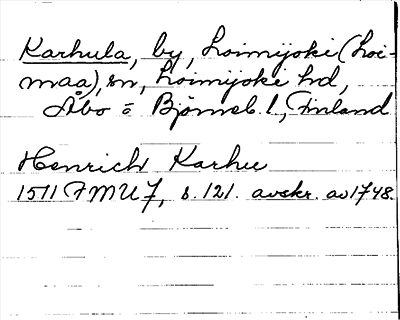 Karhula, by, Loimijoki (Loi-
maa), sn, Loimijoki hd,
Åbo o Björneb. l., Finland
Henrich Karhu
1511 FMU 7, s. 121. avskr. av 1748.